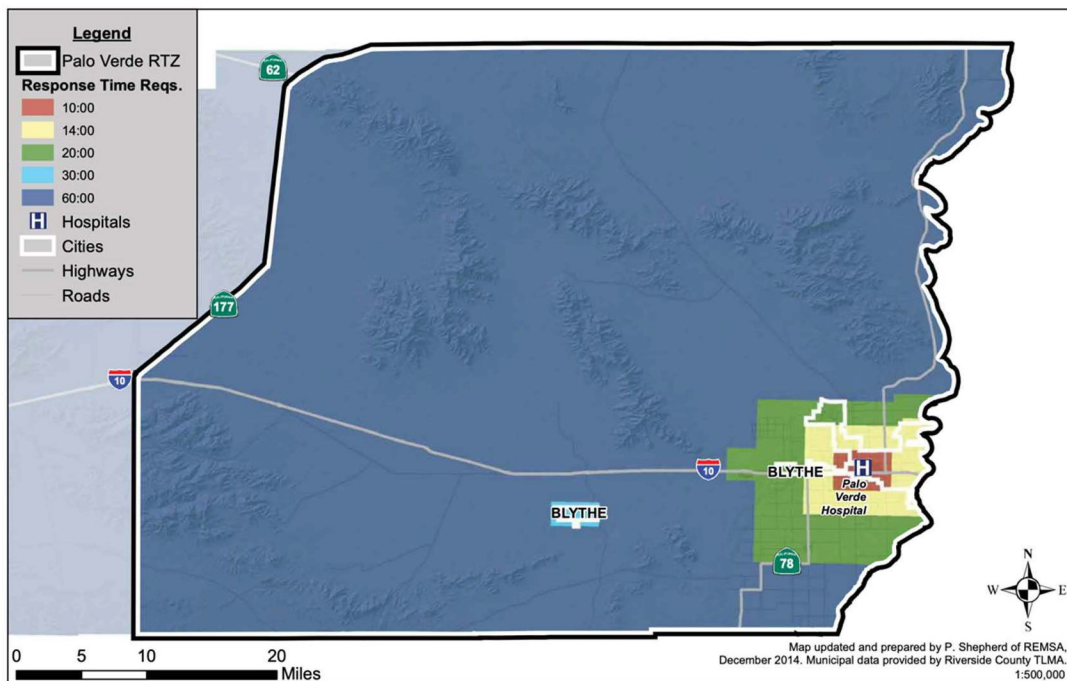 Legend
Palo Verde RTZ
Response Time Reqs.
10:00
14:00
20:00
30:00
60:00
H Hospitals
Cities
Highways
Roads
62
177
10
10
BLYTHE
H
Palo
Verde
Hospital
BLYTHE
78
N
W E
S
0 5 10 20
Miles
Map updated and prepared by P. Shepherd of REMSA,
December 2014. Municipal data provided by Riverside County TLMA.
1:500,000